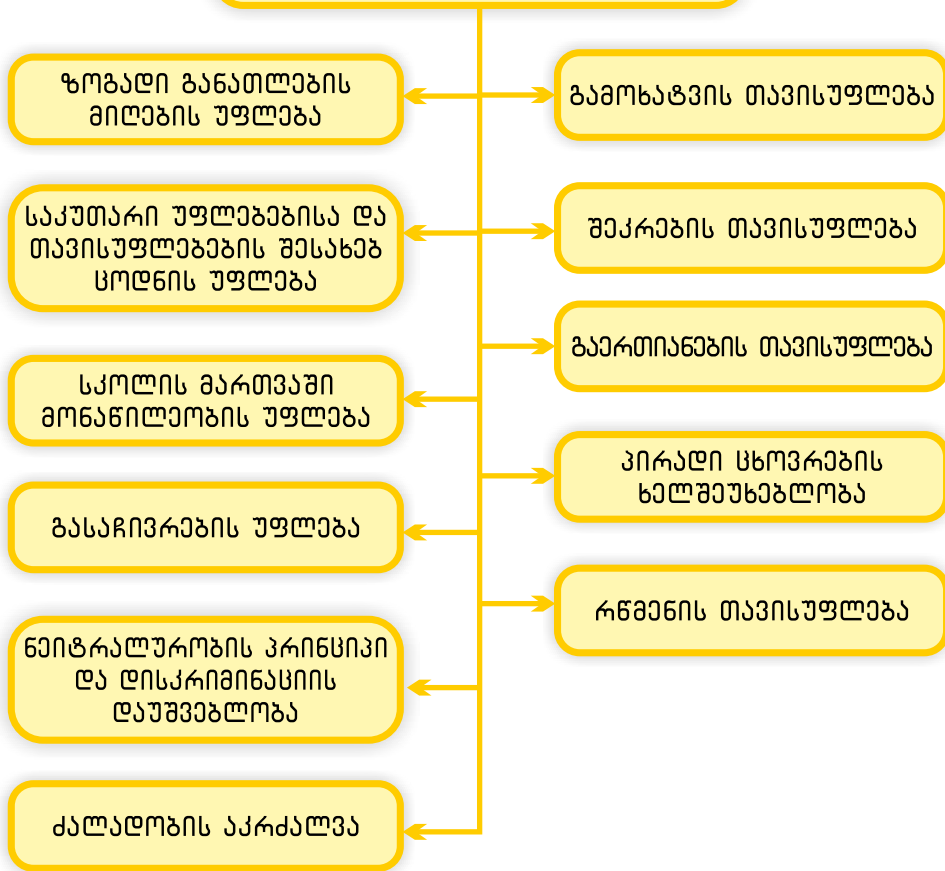 ზოგადი განათლების
მიღების უფლება
საკუთარი უფლებებისა და
თავისუფლებების შესახებ
ცოდნის უფლება
სკოლის მართვაში
მონაწილეობის უფლება
გასაჩივრების უფლება
ნეიტრალურობის პრინციპი
და დისკრიმინაციის
დაუშვებლობა
ძალადობის აკრძალვა
გამოხატვის თავისუფლება
შეკრების თავისუფლება
გაერთიანების თავისუფლება
პირადი ცხოვრების
ხელშეუხებლობა
რწმენის თავისუფლება